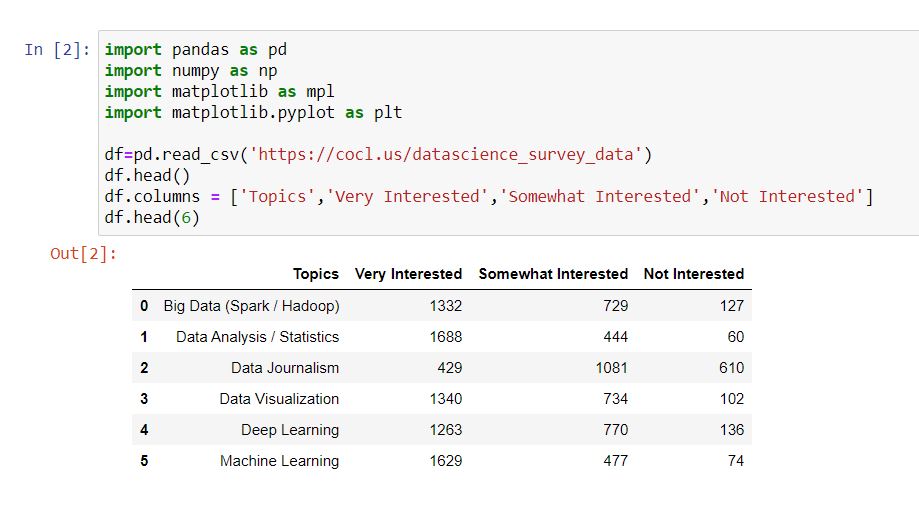 In [2]: import pandas as pd
import numpy as np
import matplotlib as mpl
import matplotlib.pyplot as plt
df=pd.read_csv('https://cocl.us/datascience_survey_data')
df.head()
df.columns = ['Topics','Very Interested','Somewhat Interested','Not Interested']
df.head(6)
Out[2]:
Topics Very Interested Somewhat Interested Not Interested
0 Big Data (Spark / Hadoop) 1332 729 127
1 Data Analysis / Statistics 1688 444 60
2 Data Journalism 429 1081 610
3 Data Visualization 1340 734 102
4 Deep Learning 1263 770 136
5 Machine Learning 1629 477 74